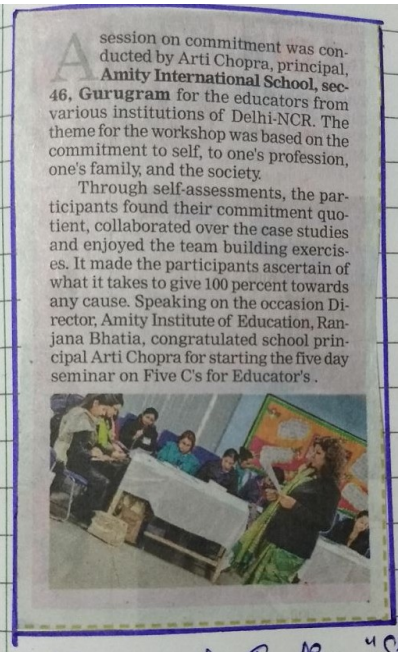 A session on commitment was con-
ducted by Arti Chopra, principal,
Amity International School, sec-
46, Gurugram for the educators from
various institutions of Delhi-NCR. The
theme for the workshop was based on the
commitment to self, to one's profession,
one's family, and the society.
Through self-assessments, the par-
ticipants found their commitment quo-
tient, collaborated over the case studies
and enjoyed the team building exercis-
es. It made the participants ascertain of
what it takes to give 100 percent towards
any cause. Speaking on the occasion Di-
rector, Amity Institute of Education, Ran-
jana Bhatia, congratulated school prin-
cipal Arti Chopra for starting the five day
seminar on Five C's for Educator's .